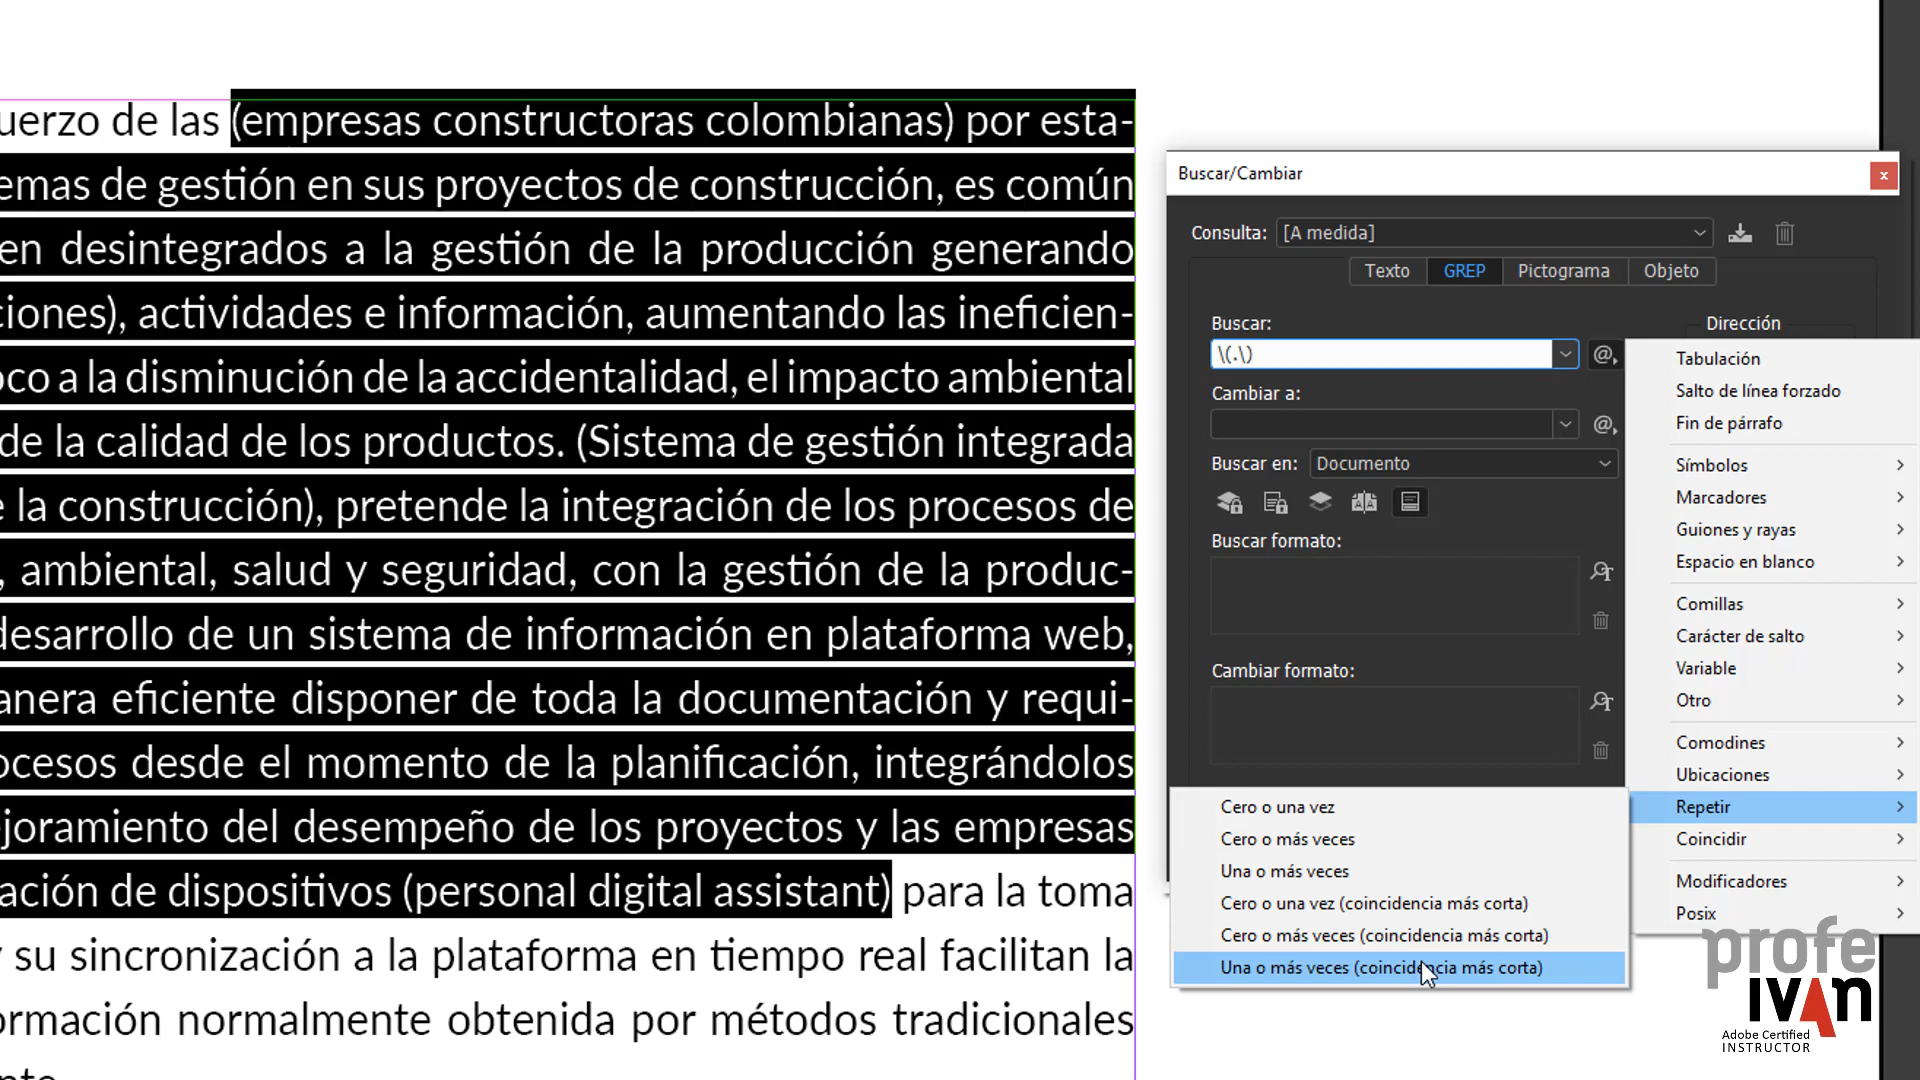 uerzo de las (empresas constructoras colombianas) por esta-
emas de gestión en sus proyectos de construcción, es común
en desintegrados a la gestión de la producción generando
ciones), actividades e información, aumentando las ineficien-
oco a la disminución de la accidentalidad, el impacto ambiental
de la calidad de los productos. (Sistema de gestión integrada
e la construcción), pretende la integración de los procesos de
, ambiental, salud y seguridad, con la gestión de la produc-
desarrollo de un sistema de información en plataforma web,
anera eficiente disponer de toda la documentación y requi-
ocesos desde el momento de la planificación, integrándolos
ejoramiento del desempeño de los proyectos y las empresas
ación de dispositivos (personal digital assistant) para la toma
y su sincronización a la plataforma en tiempo real facilitan la
ormación normalmente obtenida por métodos tradicionales
Buscar/Cambiar
x
Consulta: [A medida]
Texto GREP Pictograma Objeto
Buscar:
Dirección
\(.\)
@
Cambiar a:
@
Buscar en: Documento
Buscar formato:
Cambiar formato:
Tabulación
Salto de línea forzado
Fin de párrafo
Símbolos
Marcadores
Guiones y rayas
Espacio en blanco
Comillas
Carácter de salto
Variable
Otro
Comodines
Ubicaciones
Repetir
Coincidir
Modificadores
Posix
Cero o una vez
Cero o más veces
Una o más veces
Cero o una vez (coincidencia más corta)
Cero o más veces (coincidencia más corta)
Una o más veces (coincidencia más corta)
profe
IVAn
Adobe Certified
INSTRUCTOR